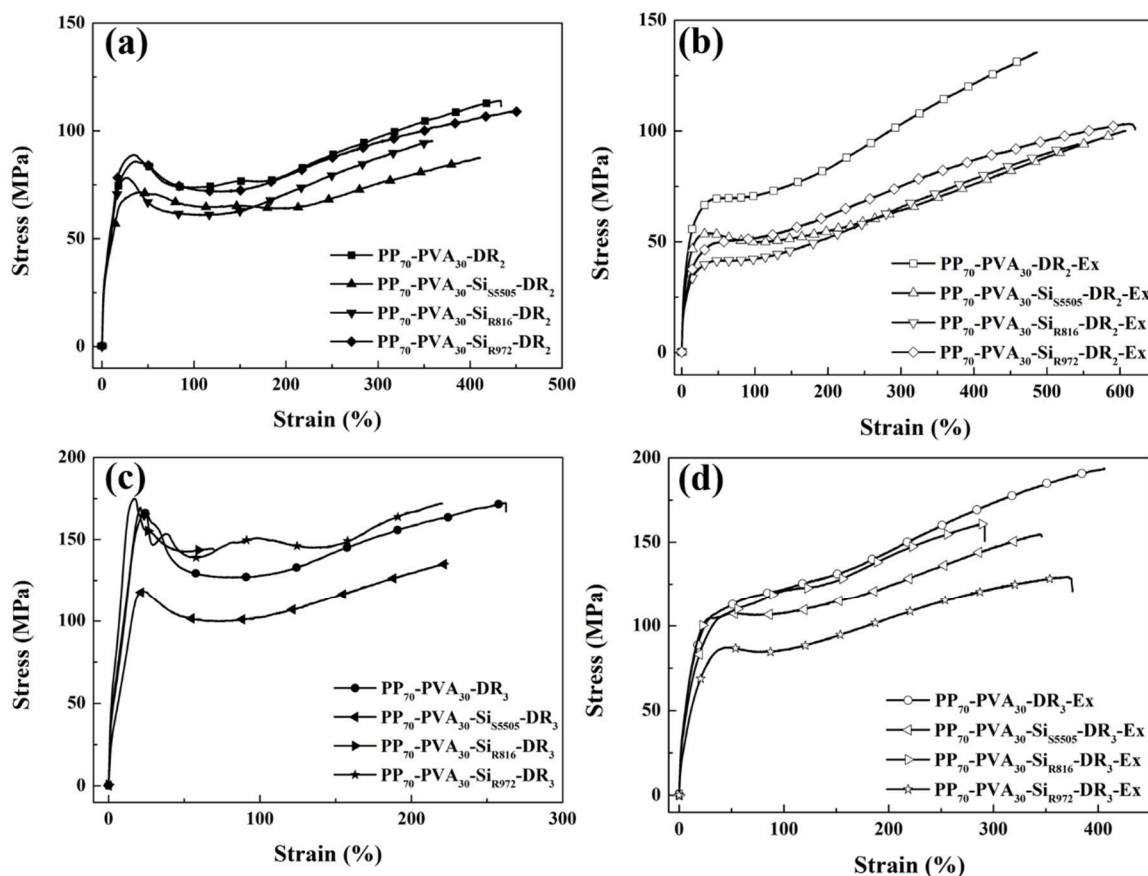 (a)
150
100
50
0
Stress (MPa)
PP70-PVA30-DR2
PP70-PVA30-SiS5505-DR2
PP70-PVA30-SiR816-DR2
PP70-PVA30-SiR972-DR2
0 100 200 300 400 500
Strain (%)
(b)
150
100
50
0
Stress (MPa)
PP70-PVA30-DR2-Ex
PP70-PVA30-SiS5505-DR2-Ex
PP70-PVA30-SiR816-DR2-Ex
PP70-PVA30-SiR972-DR2-Ex
0 100 200 300 400 500 600
Strain (%)
(c)
200
150
100
50
0
Stress (MPa)
PP70-PVA30-DR3
PP70-PVA30-SiS5505-DR3
PP70-PVA30-SiR816-DR3
PP70-PVA30-SiR972-DR3
0 100 200 300
Strain (%)
(d)
200
150
100
50
0
Stress (MPa)
PP70-PVA30-DR3-Ex
PP70-PVA30-SiS5505-DR3-Ex
PP70-PVA30-SiR816-DR3-Ex
PP70-PVA30-SiR972-DR3-Ex
0 100 200 300 400
Strain (%)